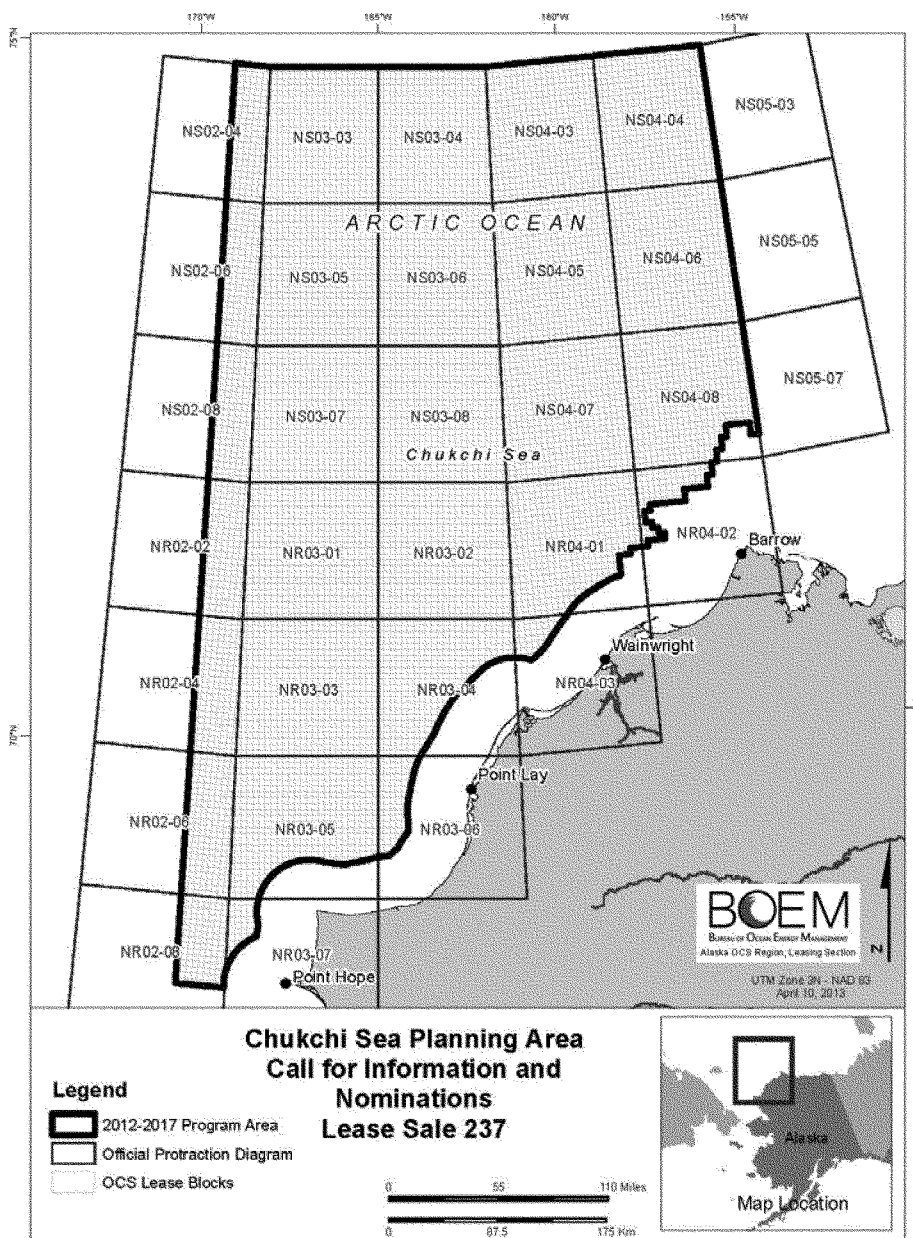 170°W 165°W 160°W 155°W
75°N
NS02-04 NS03-03 NS03-04 NS04-03 NS04-04 NS05-03
ARCTIC OCEAN
NS02-06 NS03-05 NS03-06 NS04-05 NS04-06 NS05-05
NS02-08 NS03-07 NS03-08 NS04-07 NS04-08 NS05-07
Chukchi Sea
NR02-02 NR03-01 NR03-02 NR04-01 NR04-02 Barrow
Wainwright
NR02-04 NR03-03 NR03-04 NR04-03
70°N
Point Lay
NR02-06 NR03-05 NR03-06
NR02-08 NR03-07
Point Hope
BOEM
BUREAU OF OCEAN ENERGY MANAGEMENT
Alaska OCS Region, Leasing Section
N
UTM Zone 3N - NAD 83
April 10, 2013
Chukchi Sea Planning Area
Call for Information and
Nominations
Lease Sale 237
Legend
2012-2017 Program Area
Official Protraction Diagram
OCS Lease Blocks
0 55 110 Miles
0 87.5 175 Km
Alaska
Map Location